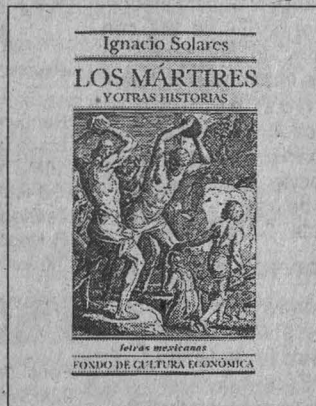 Ignacio Solares
LOS MÁRTIRES
Y OTRAS HISTORIAS
letras mexicanas
FONDO DE CULTURA ECONÓMICA